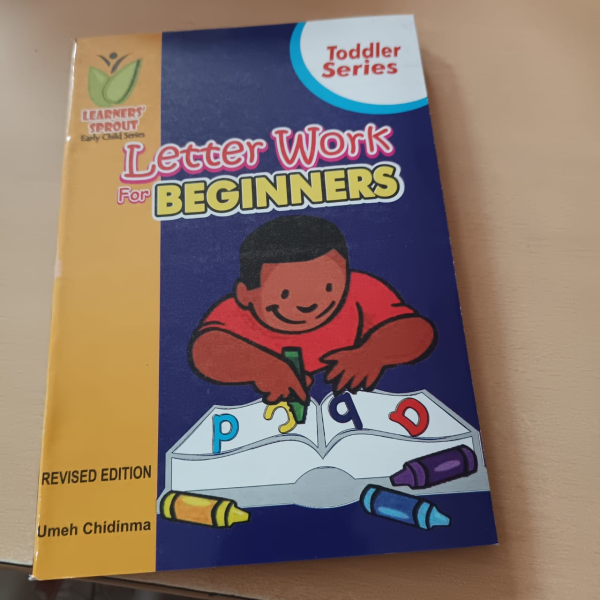 Toddler
Series
LEARNERS'
SPROUT
Early Child Series
Letter Work
For BEGINNERS
p c b a
REVISED EDITION
Umeh Chidinma